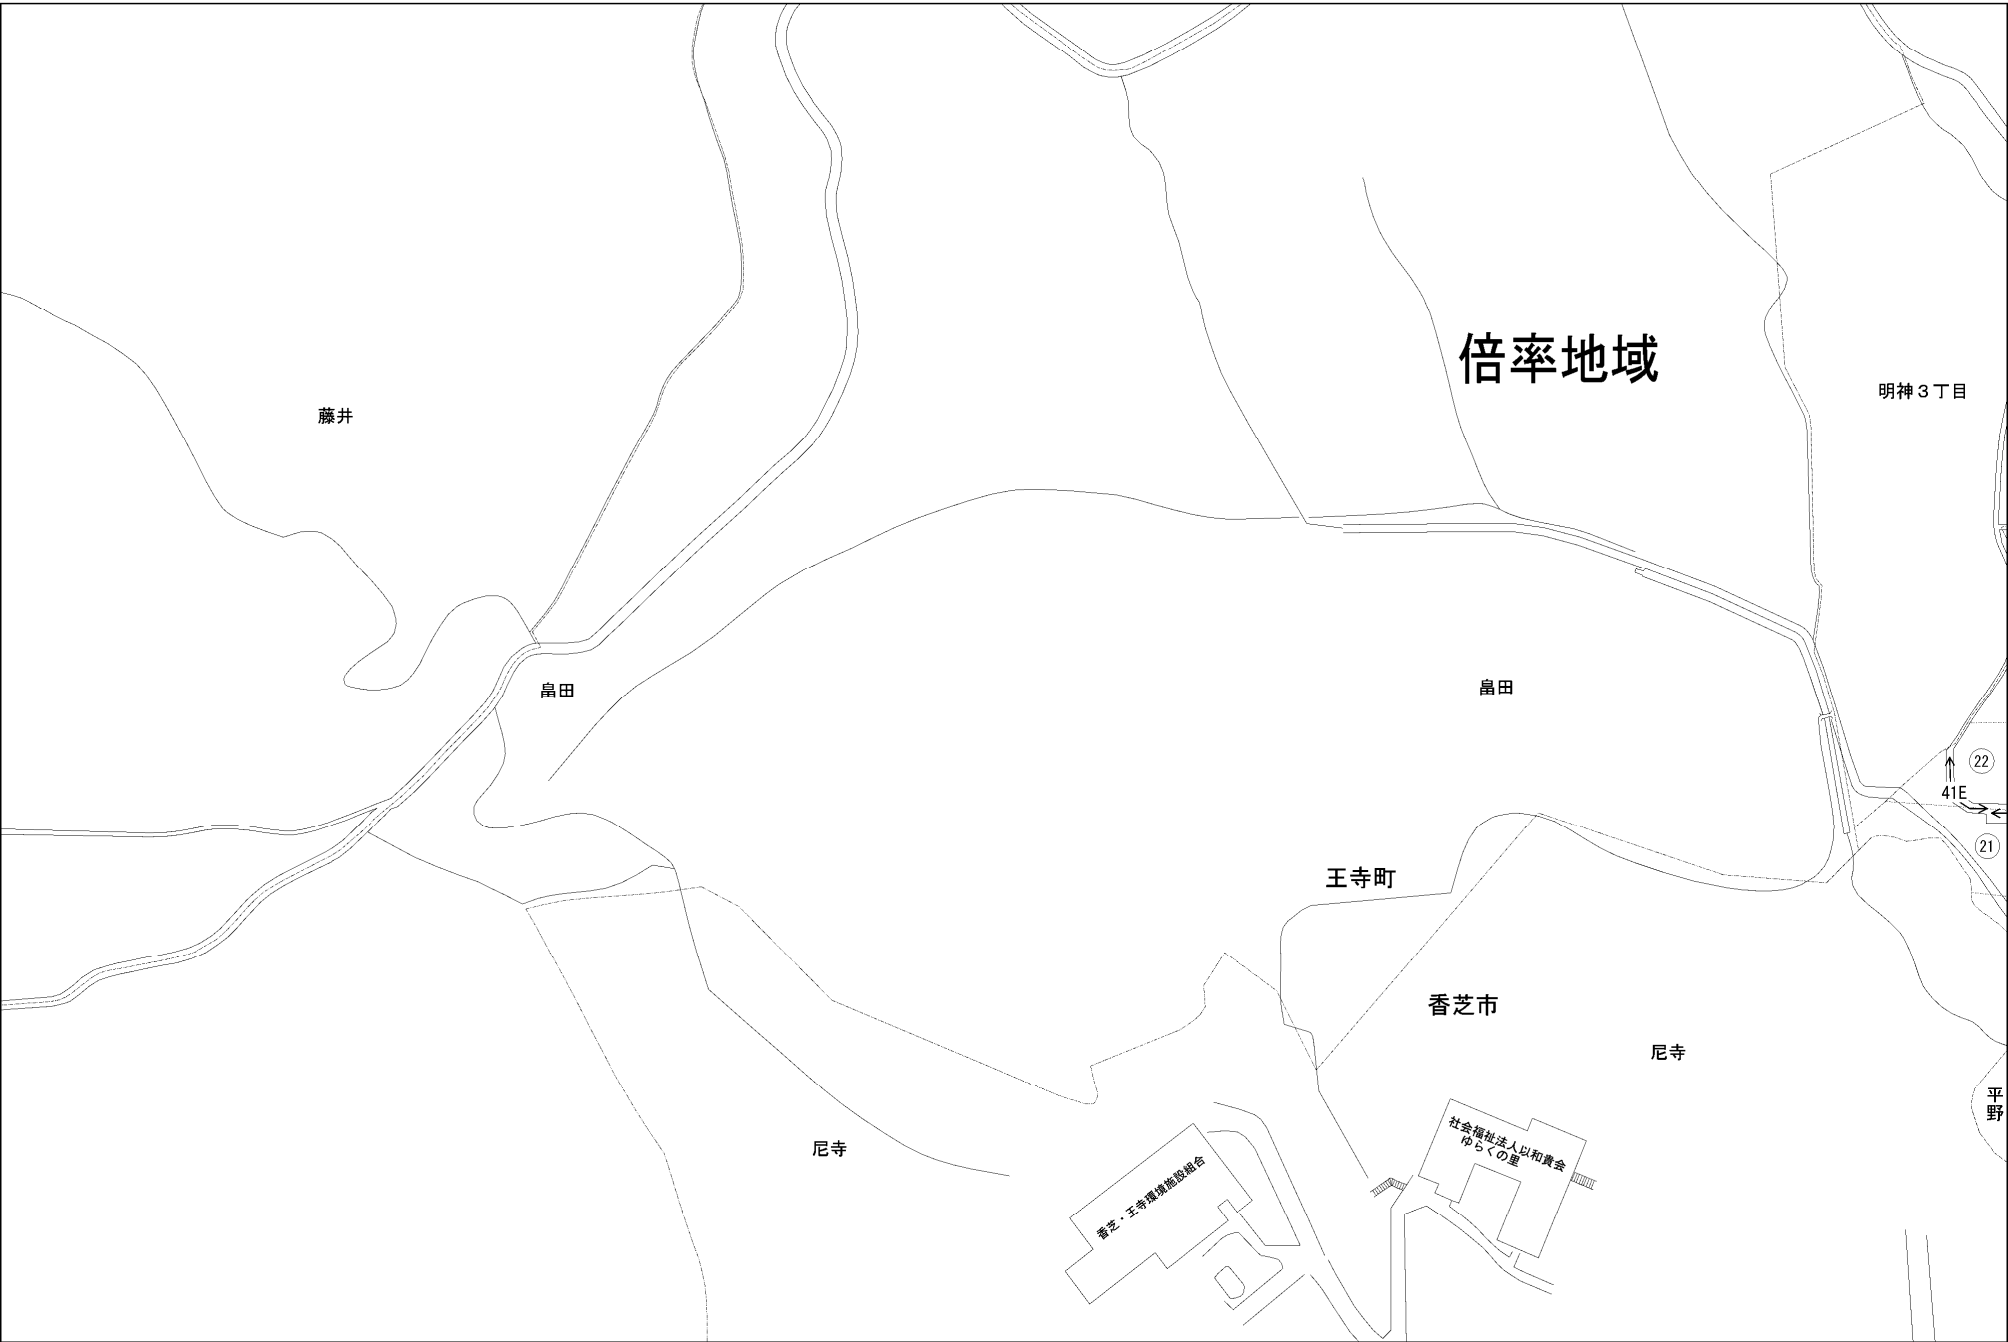 倍率地域
明神３丁目
藤井
畠田
畠田
22
41E
21
王寺町
香芝市
尼寺
平野
尼寺
社会福祉法人以和貴会
ゆらくの里
香芝・王寺環境施設組合